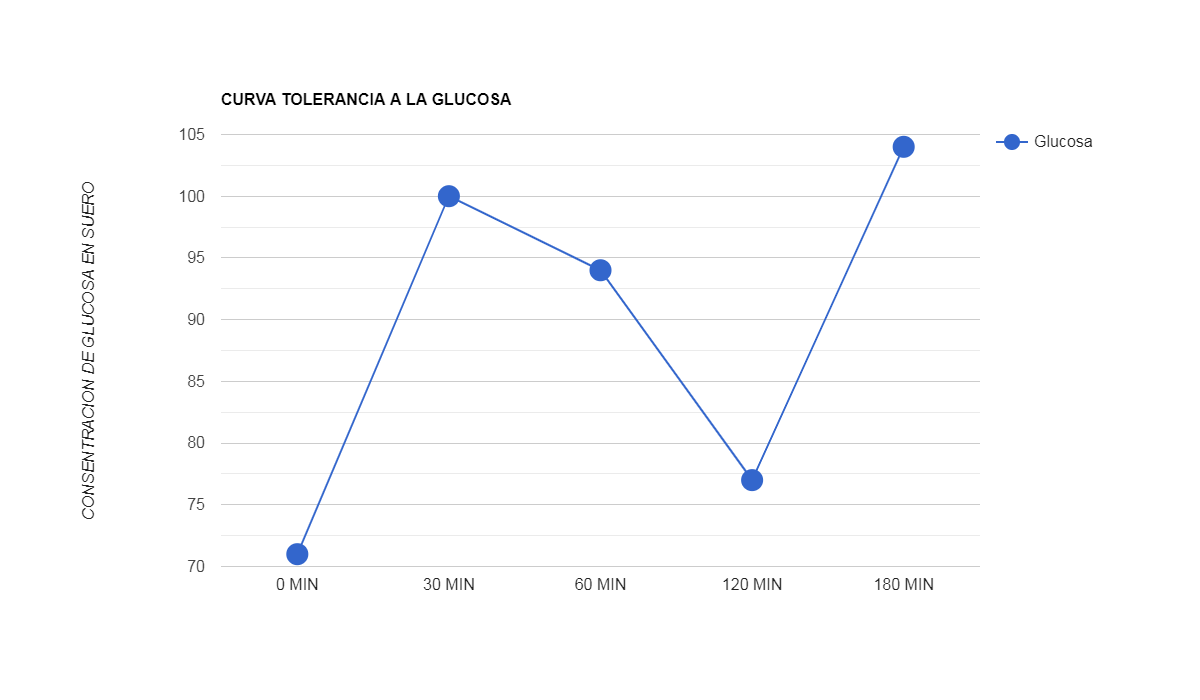 CURVA TOLERANCIA A LA GLUCOSA
CONSENTRACION DE GLUCOSA EN SUERO
105
100
95
90
85
80
75
70
0 MIN
30 MIN
60 MIN
120 MIN
180 MIN
Glucosa